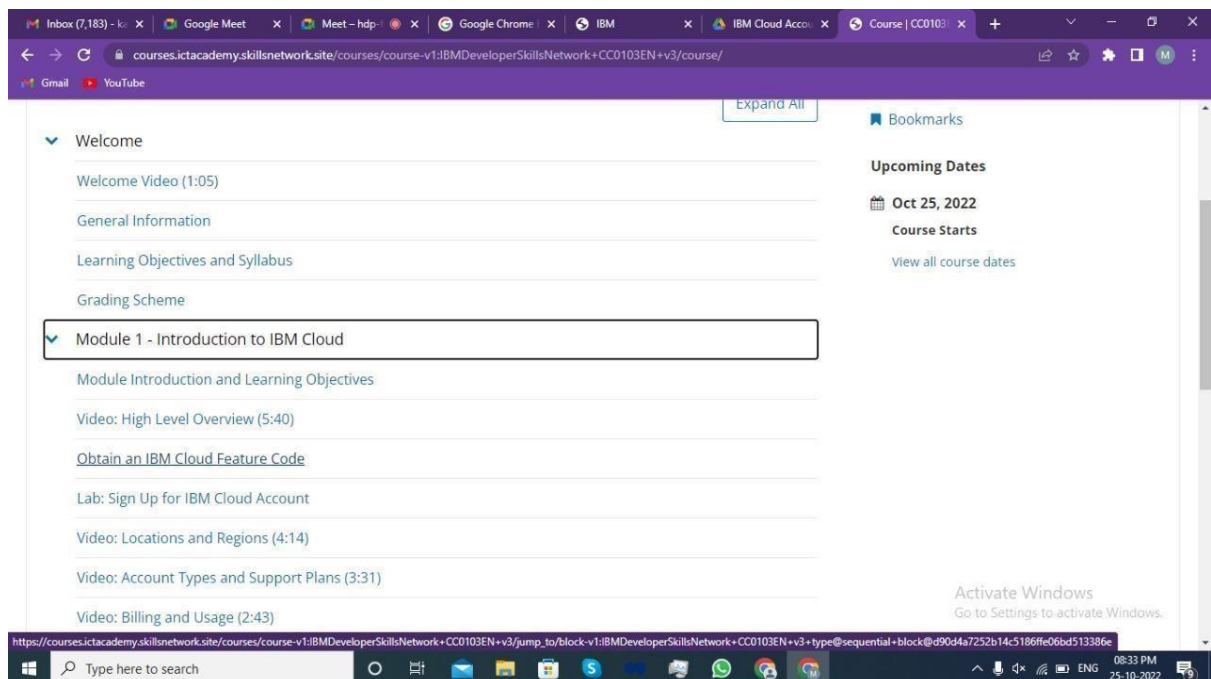 Inbox (7,183) - ka
Google Meet
Meet – hdp-
Google Chrome
IBM
IBM Cloud Accou
Course | CC0103
courses.ictacademy.skillsnetwork.site/courses/course-v1:IBMDeveloperSkillsNetwork+CC0103EN+v3/course/
M
Gmail
YouTube
Expand All
Bookmarks
Welcome
Welcome Video (1:05)
General Information
Learning Objectives and Syllabus
Grading Scheme
Upcoming Dates
Oct 25, 2022
Course Starts
View all course dates
Module 1 - Introduction to IBM Cloud
Module Introduction and Learning Objectives
Video: High Level Overview (5:40)
Obtain an IBM Cloud Feature Code
Lab: Sign Up for IBM Cloud Account
Video: Locations and Regions (4:14)
Video: Account Types and Support Plans (3:31)
Video: Billing and Usage (2:43)
Activate Windows
Go to Settings to activate Windows.
https://courses.ictacademy.skillsnetwork.site/courses/course-v1:IBMDeveloperSkillsNetwork+CC0103EN+v3/jump_to/block-v1:IBMDeveloperSkillsNetwork+CC0103EN+v3+type@sequential+block@d90d4a7252b14c5186ffe06bd513386e
Type here to search
ENG
08:33 PM
25-10-2022